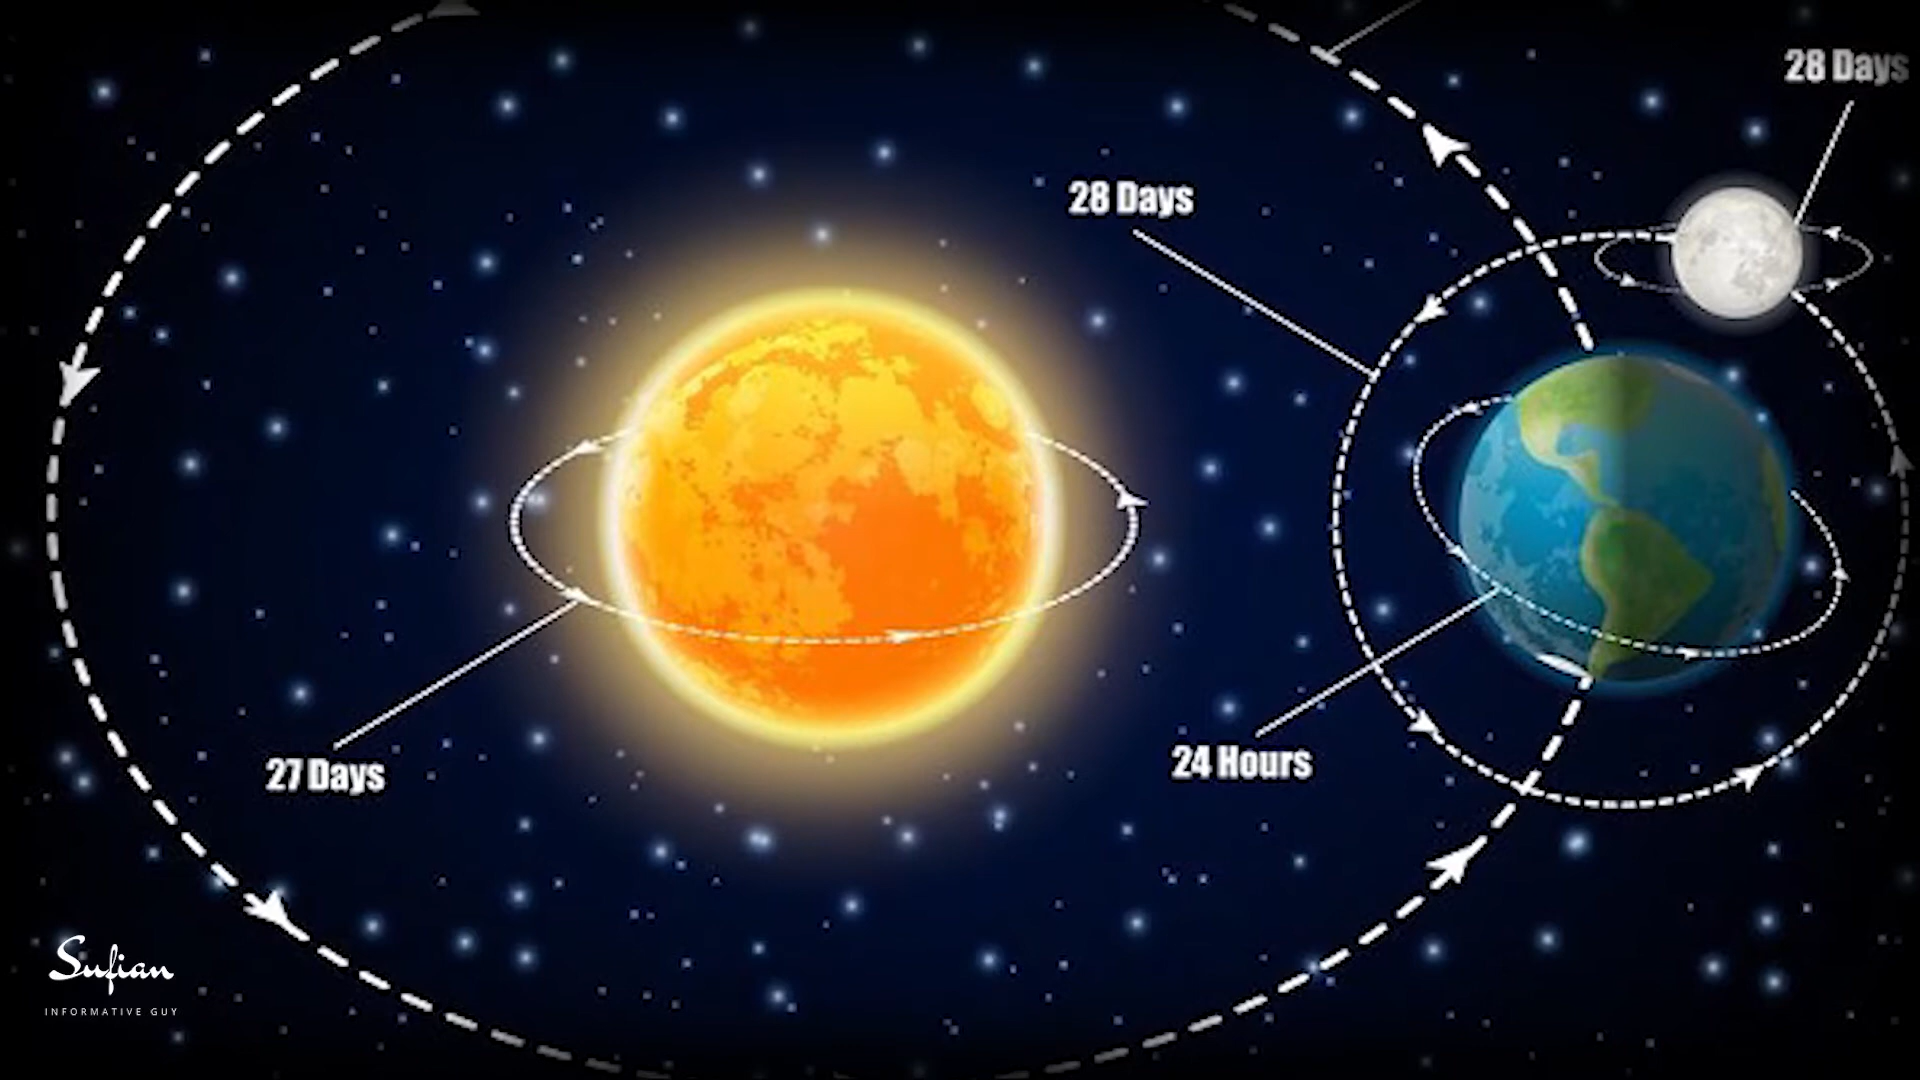 28 Days
28 Days
27 Days
24 Hours
Sufian
INFORMATIVE GUY